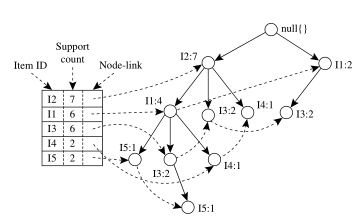 null{}
Support
count
Item ID
Node-link
I2:7
I1:2
I2 7
I1 6
I3 6
I4 2
I5 2
I1:4
I3:2
I4:1
I3:2
I5:1
I3:2
I4:1
I5:1